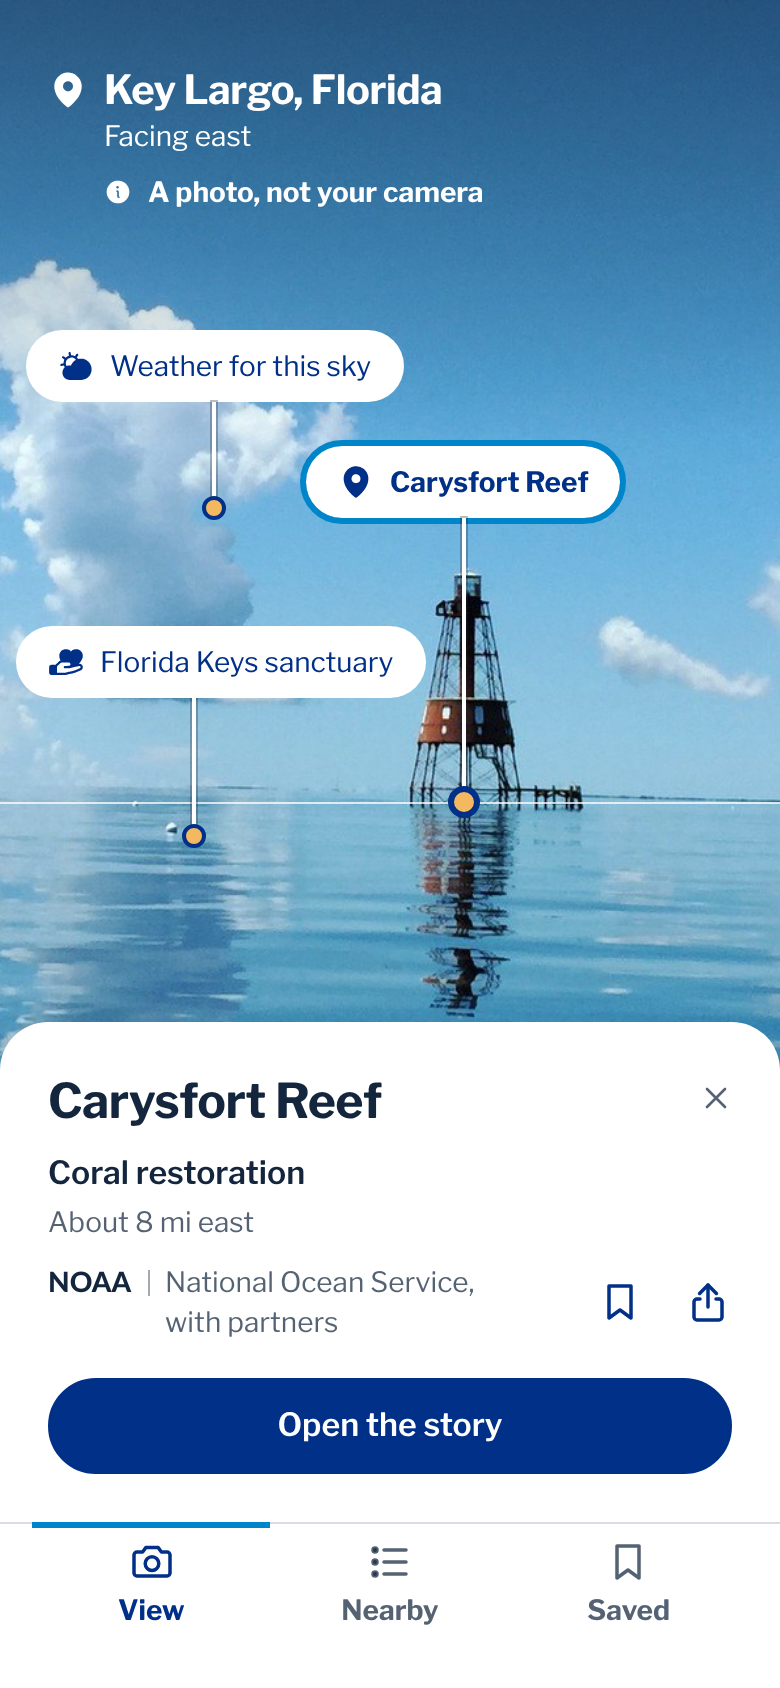 Key Largo, Florida
Facing east
A photo, not your camera
Weather for this sky
Carysfort Reef
Florida Keys sanctuary
Carysfort Reef
Coral restoration
About 8 mi east
NOAA | National Ocean Service,
with partners
Open the story
View
Nearby
Saved